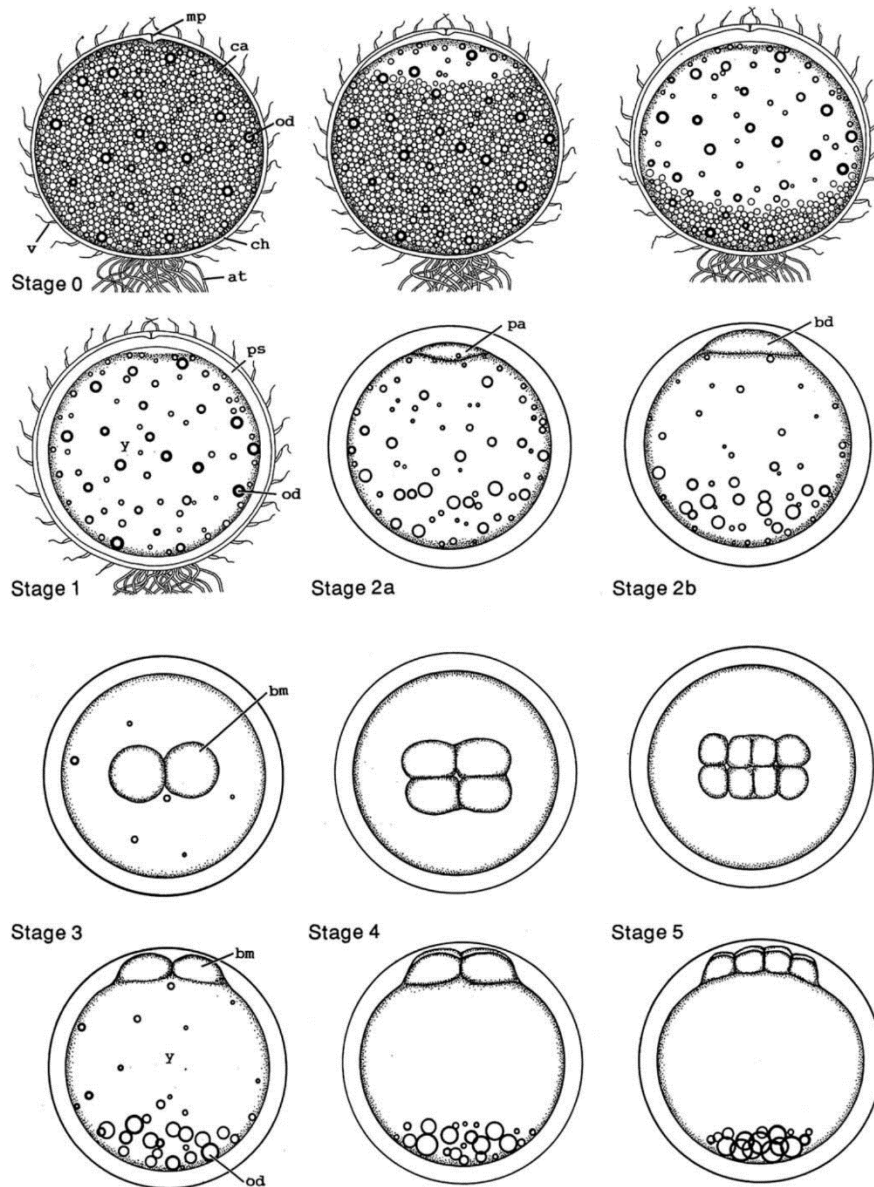 mp
ca
od
v
ch
at
Stage 0
pa
bd
ps
y
od
Stage 1
Stage 2a
Stage 2b
bm
Stage 3
Stage 4
Stage 5
bm
y
od